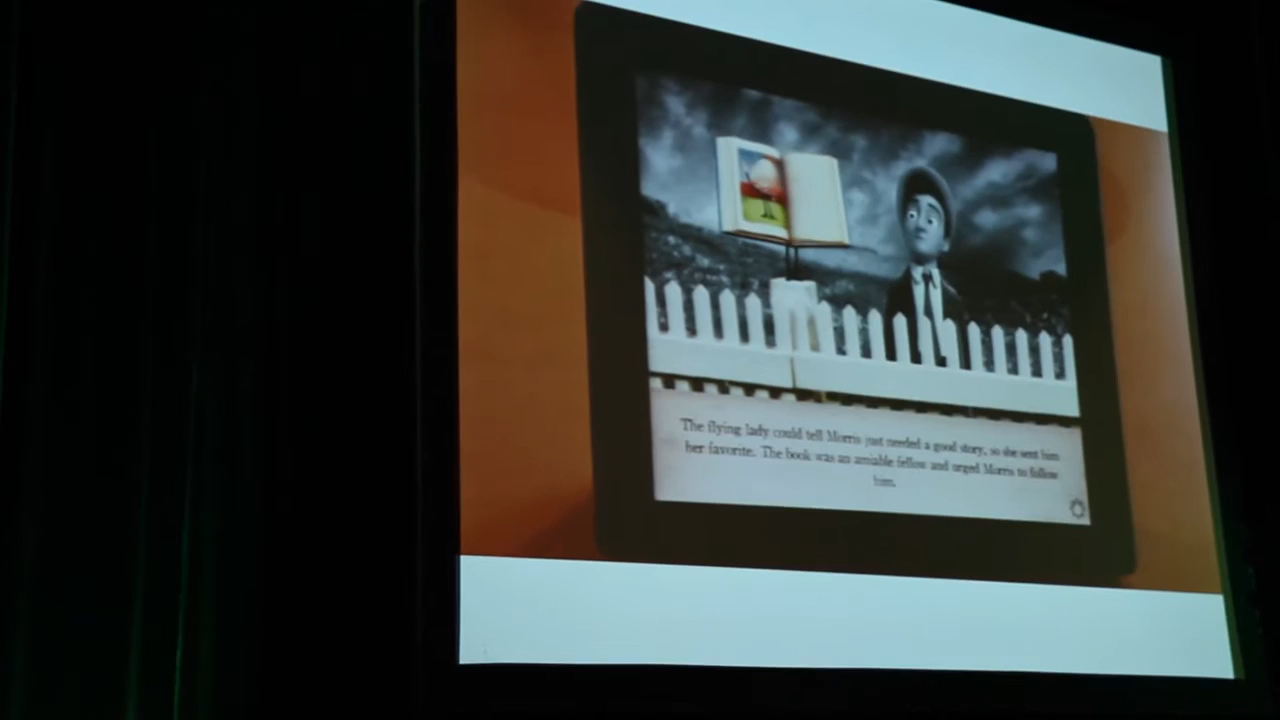 The flying lady could tell Morris just needed a good story, so she sent him
her favorite. The book was an amiable fellow and urged Morris to follow
him.